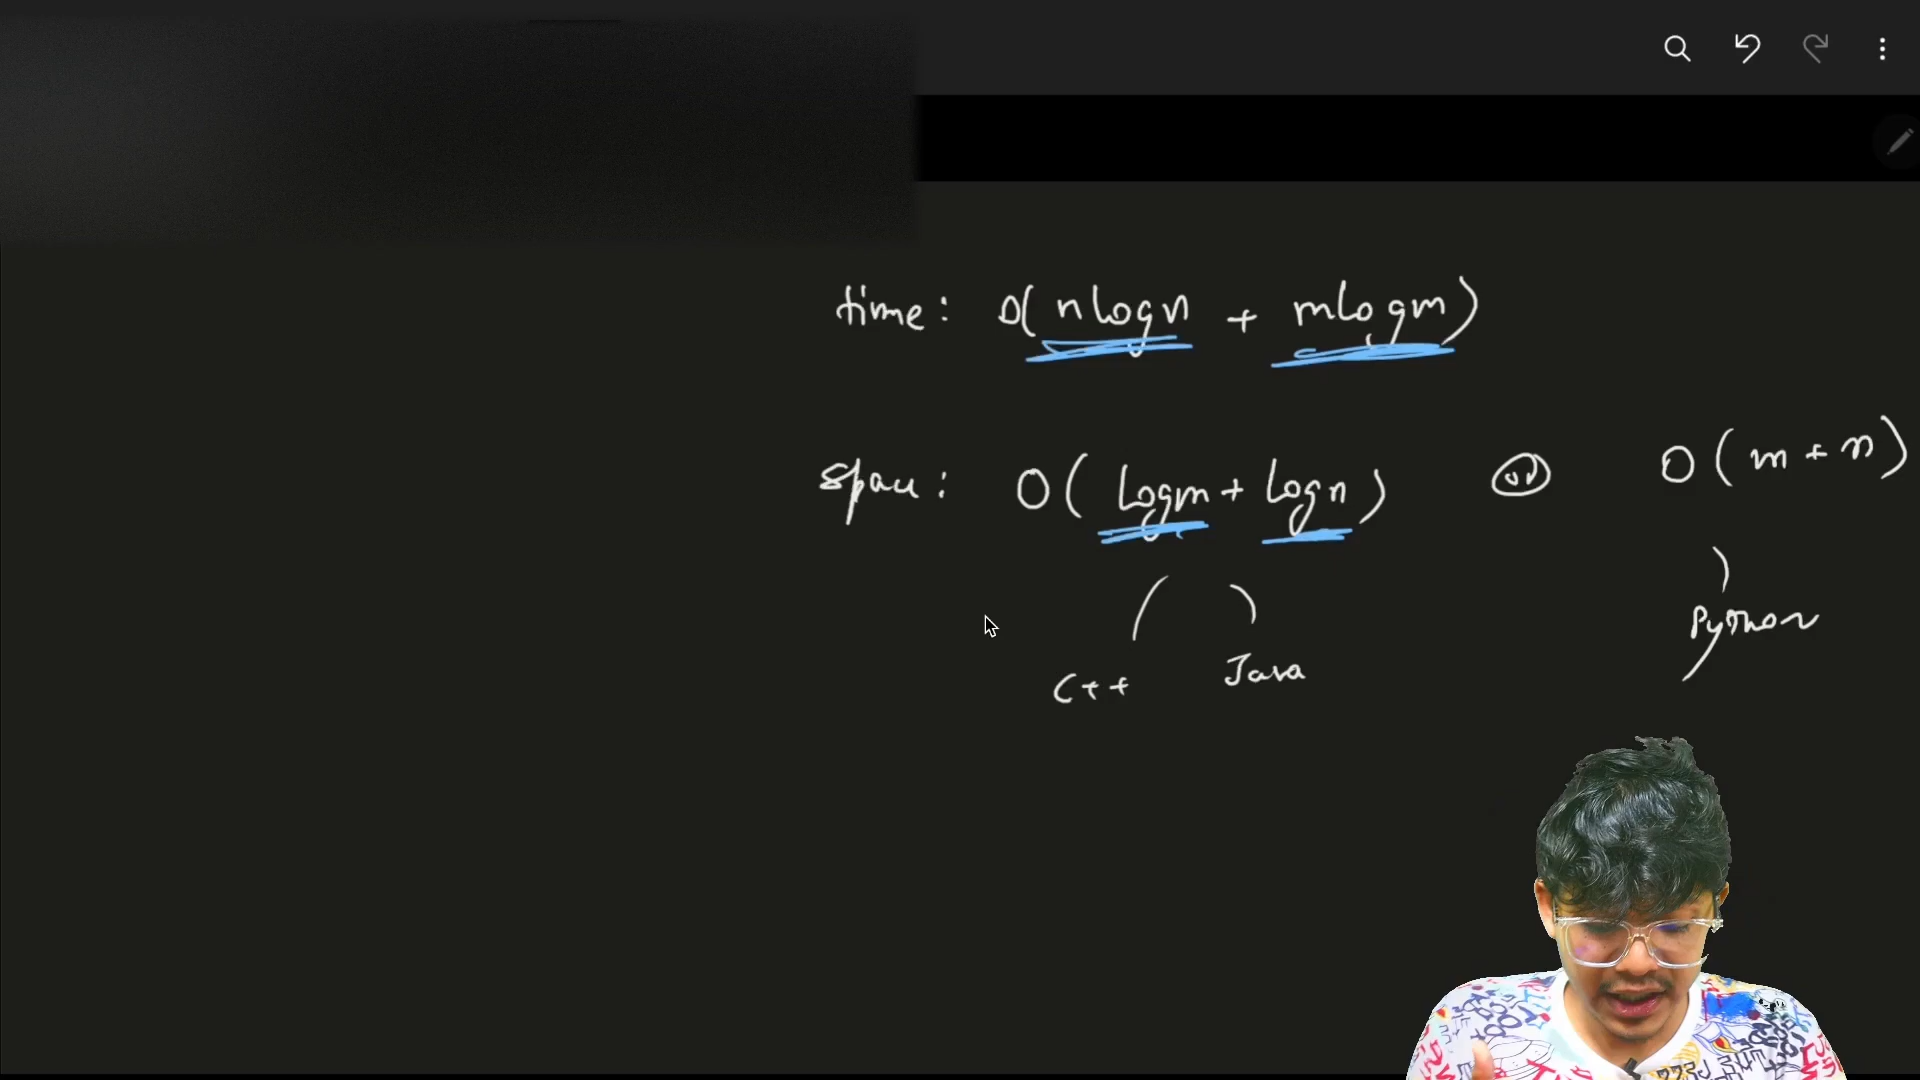 time: O( nlogn + mlogm )
space: O( logm + logn ) or O( m + n )
C++ Java Python